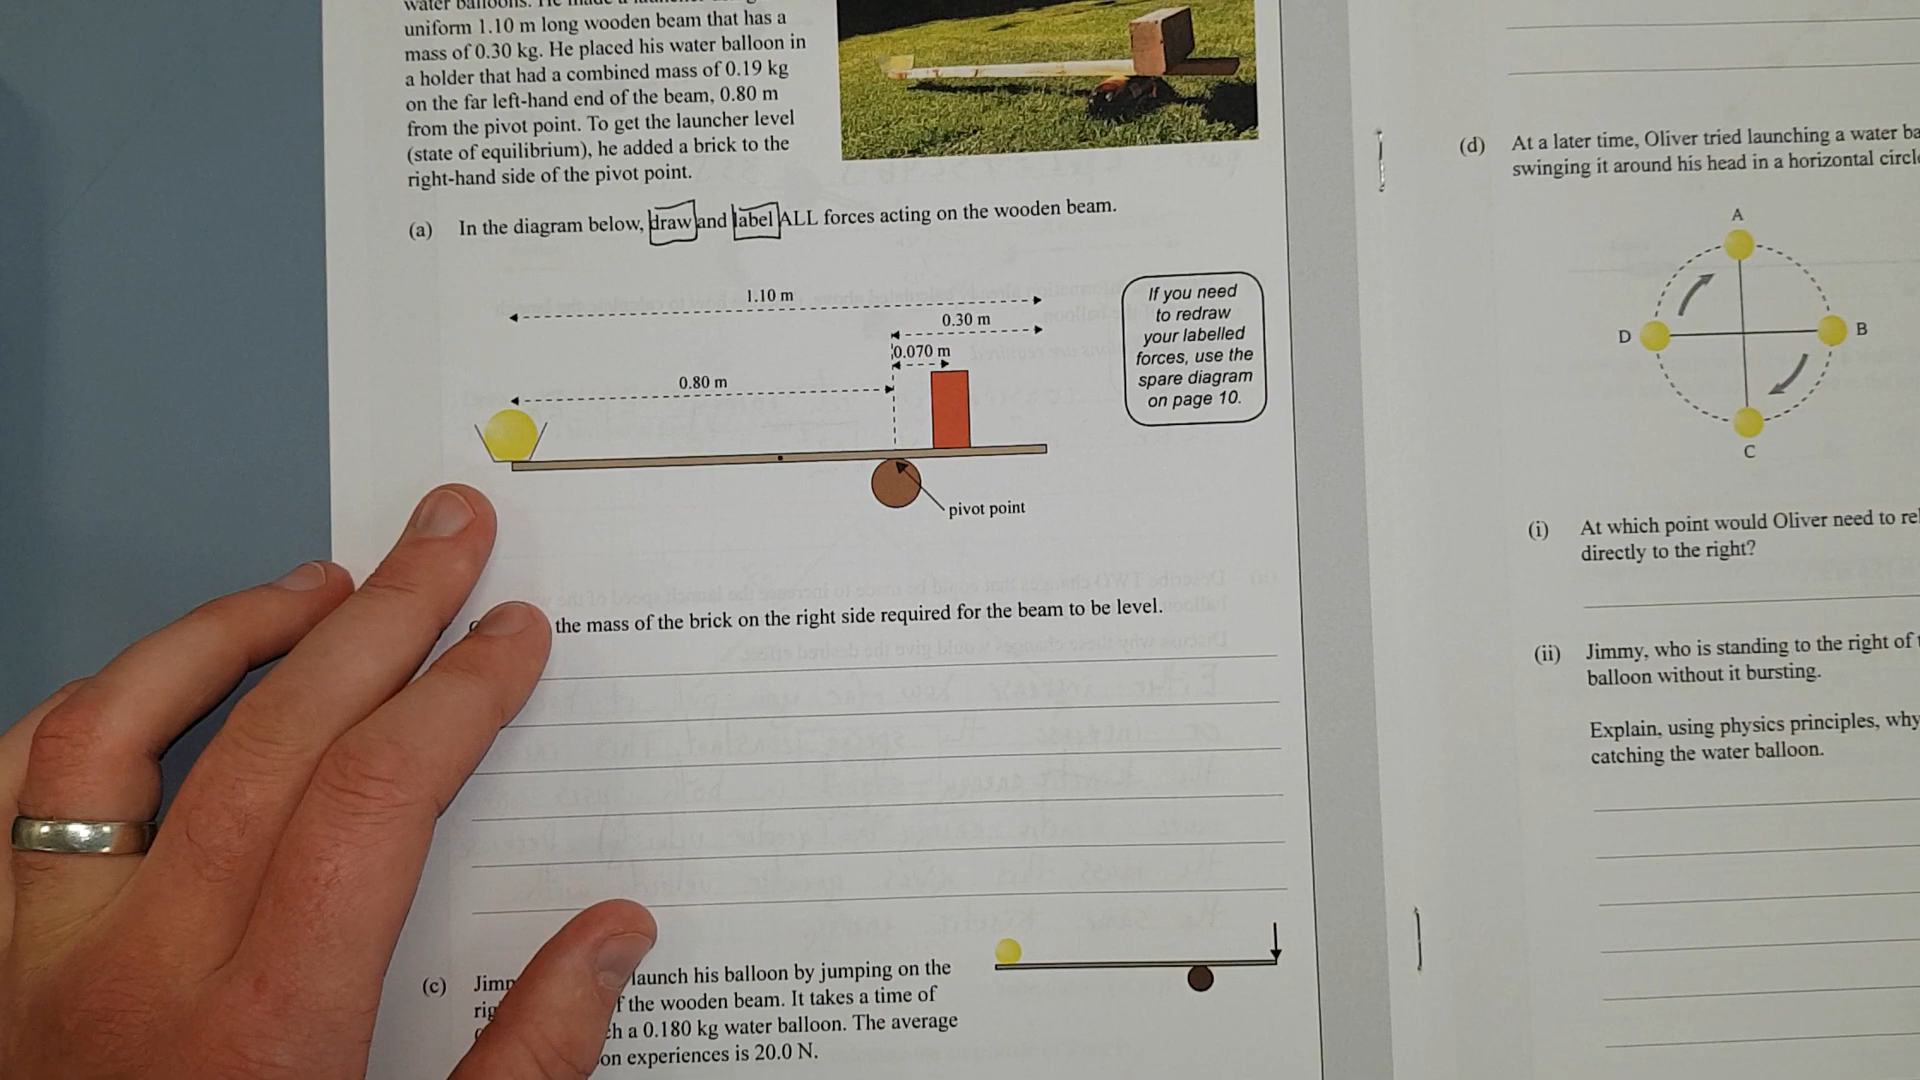 water balloons. He made a
uniform 1.10 m long wooden beam that has a
mass of 0.30 kg. He placed his water balloon in
a holder that had a combined mass of 0.19 kg
on the far left-hand end of the beam, 0.80 m
from the pivot point. To get the launcher level
(state of equilibrium), he added a brick to the
right-hand side of the pivot point.
(a) In the diagram below, draw and label ALL forces acting on the wooden beam.
1.10 m
0.30 m
0.070 m
0.80 m
pivot point
If you need
to redraw
your labelled
forces, use the
spare diagram
on page 10.
the mass of the brick on the right side required for the beam to be level.
(c) launch his balloon by jumping on the
the wooden beam. It takes a time of
a 0.180 kg water balloon. The average
experiences is 20.0 N.
(d) At a later time, Oliver tried launching a water
swinging it around his head in a horizontal
A
D
B
C
(i) At which point would Oliver need to
directly to the right?
(ii) Jimmy, who is standing to the right of
balloon without it bursting.
Explain, using physics principles, why
catching the water balloon.